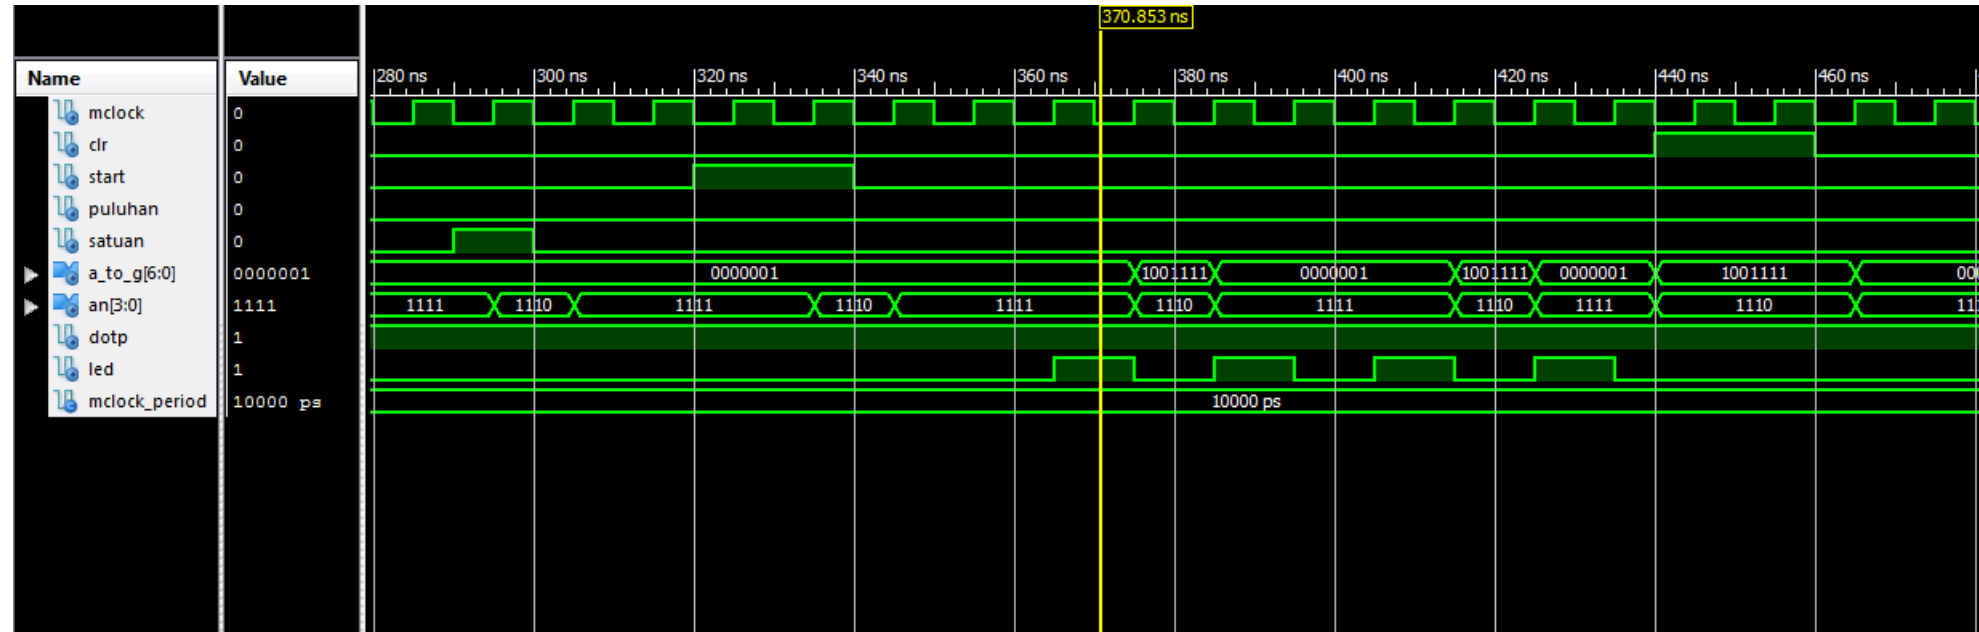 370.853 ns
Name Value 280 ns 300 ns 320 ns 340 ns 360 ns 380 ns 400 ns 420 ns 440 ns 460 ns
mclock 0
clr 0
start 0
puluhan 0
satuan 0
a_to_g[6:0] 0000001 0000001 1001111 0000001 1001111 0000001 1001111 00
an[3:0] 1111 1111 1110 1111 1110 1111 1110 1111 1110 1111 1110 11
dotp 1
led 1
mclock_period 10000 ps 10000 ps